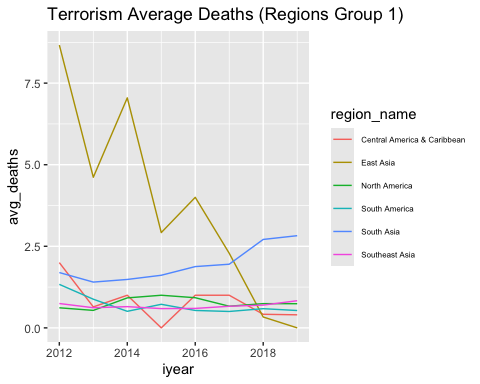 Terrorism Average Deaths (Regions Group 1)
avg_deaths
7.5
5.0
2.5
0.0
2012
2014
2016
2018
iyear
region_name
Central America & Caribbean
East Asia
North America
South America
South Asia
Southeast Asia